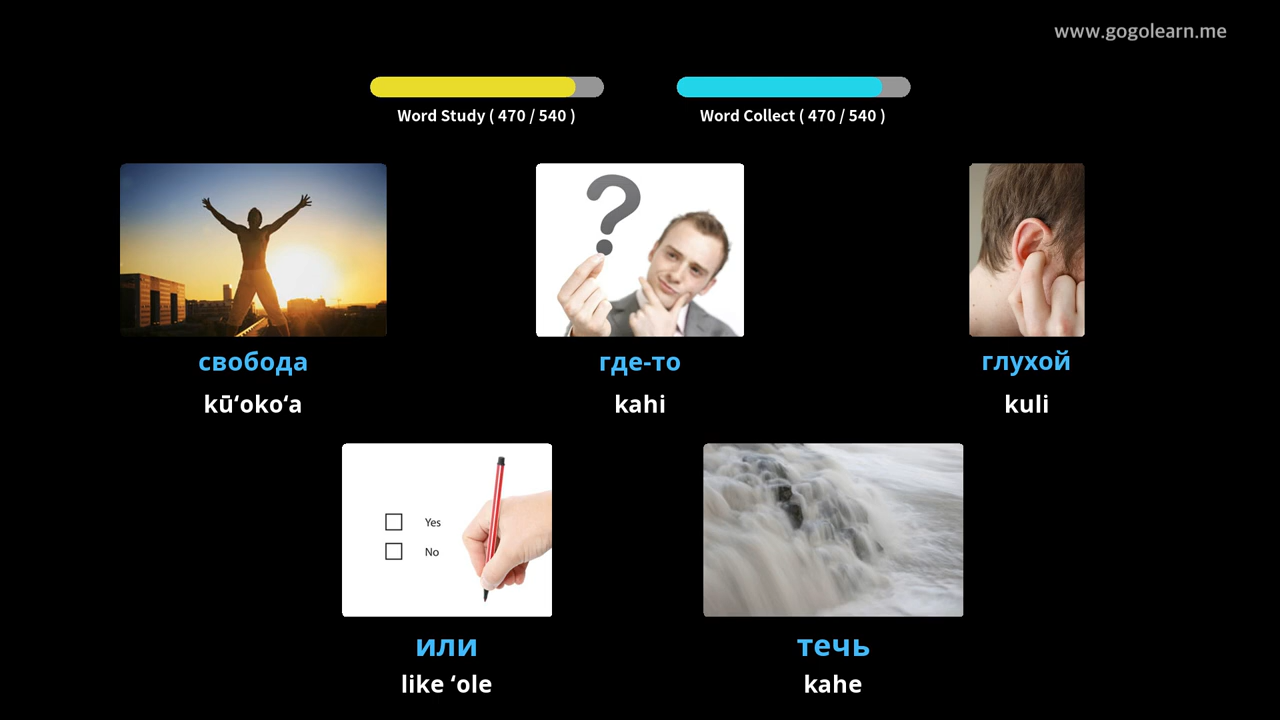 www.gogolearn.me
Word Study ( 470 / 540 )
Word Collect ( 470 / 540 )
свобода
kūʻokoʻa
где-то
kahi
глухой
kuli
Yes
No
или
like ʻole
течь
kahe